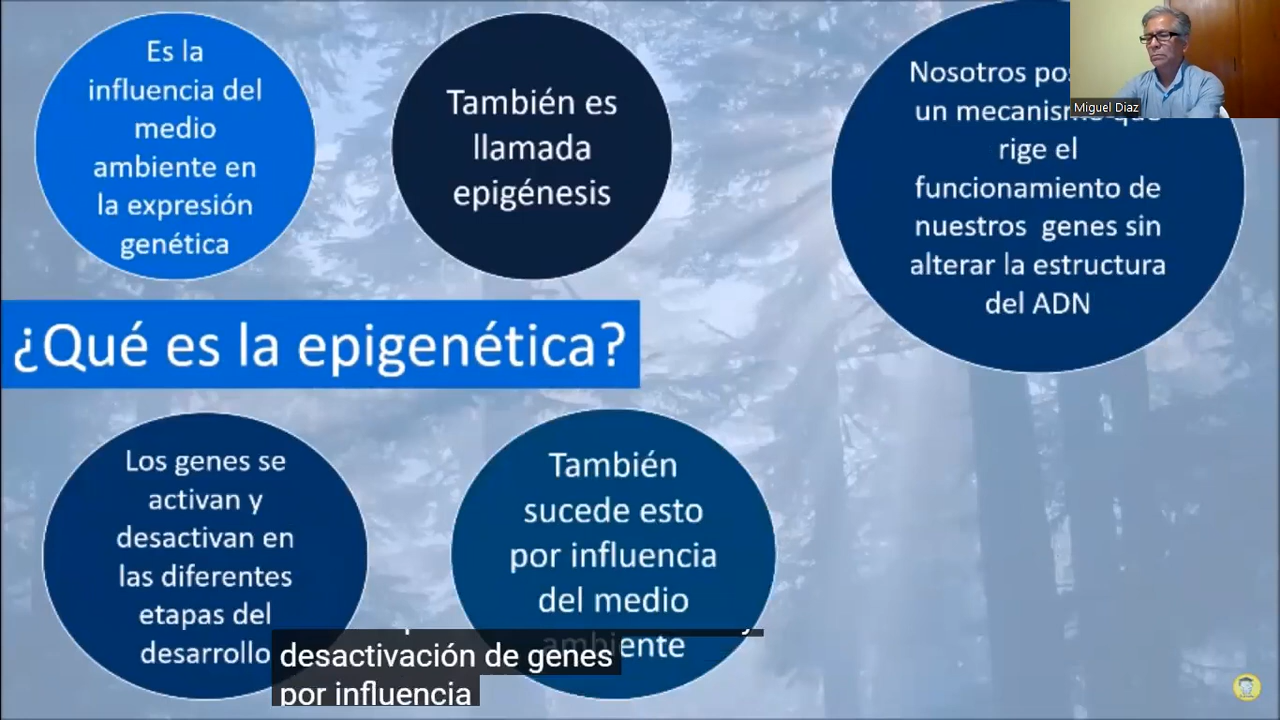 Es la
influencia del
medio
ambiente en
la expresión
genética
También es
llamada
epigénesis
Nosotros
un
rige el
funcionamiento de
nuestros genes sin
alterar la estructura
del ADN
Miguel Diaz
¿Qué es la epigenética?
Los genes se
activan y
desactivan en
las diferentes
etapas del
desarrollo
También
sucede esto
por influencia
del medio
ambiente
desactivación de genes
por influencia